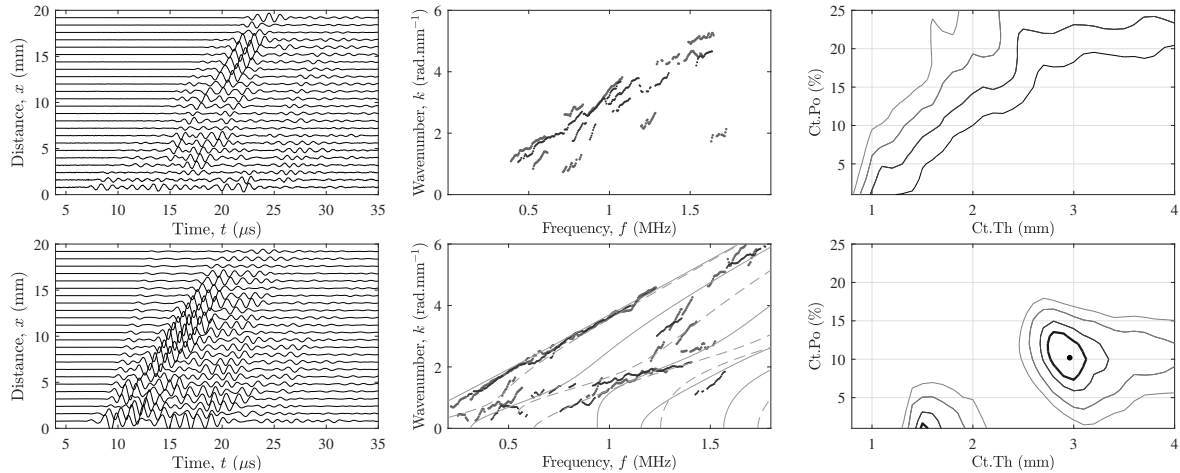 20
15
10
5
0
Distance, x (mm)
5 10 15 20 25 30 35
Time, t (μs)
6
4
2
0
Wavenumber, k (rad.mm⁻¹)
0.5 1 1.5
Frequency, f (MHz)
25
20
15
10
5
Ct.Po (%)
1 2 3 4
Ct.Th (mm)
20
15
10
5
0
Distance, x (mm)
5 10 15 20 25 30 35
Time, t (μs)
6
4
2
0
Wavenumber, k (rad.mm⁻¹)
0.5 1 1.5
Frequency, f (MHz)
25
20
15
10
5
Ct.Po (%)
1 2 3 4
Ct.Th (mm)